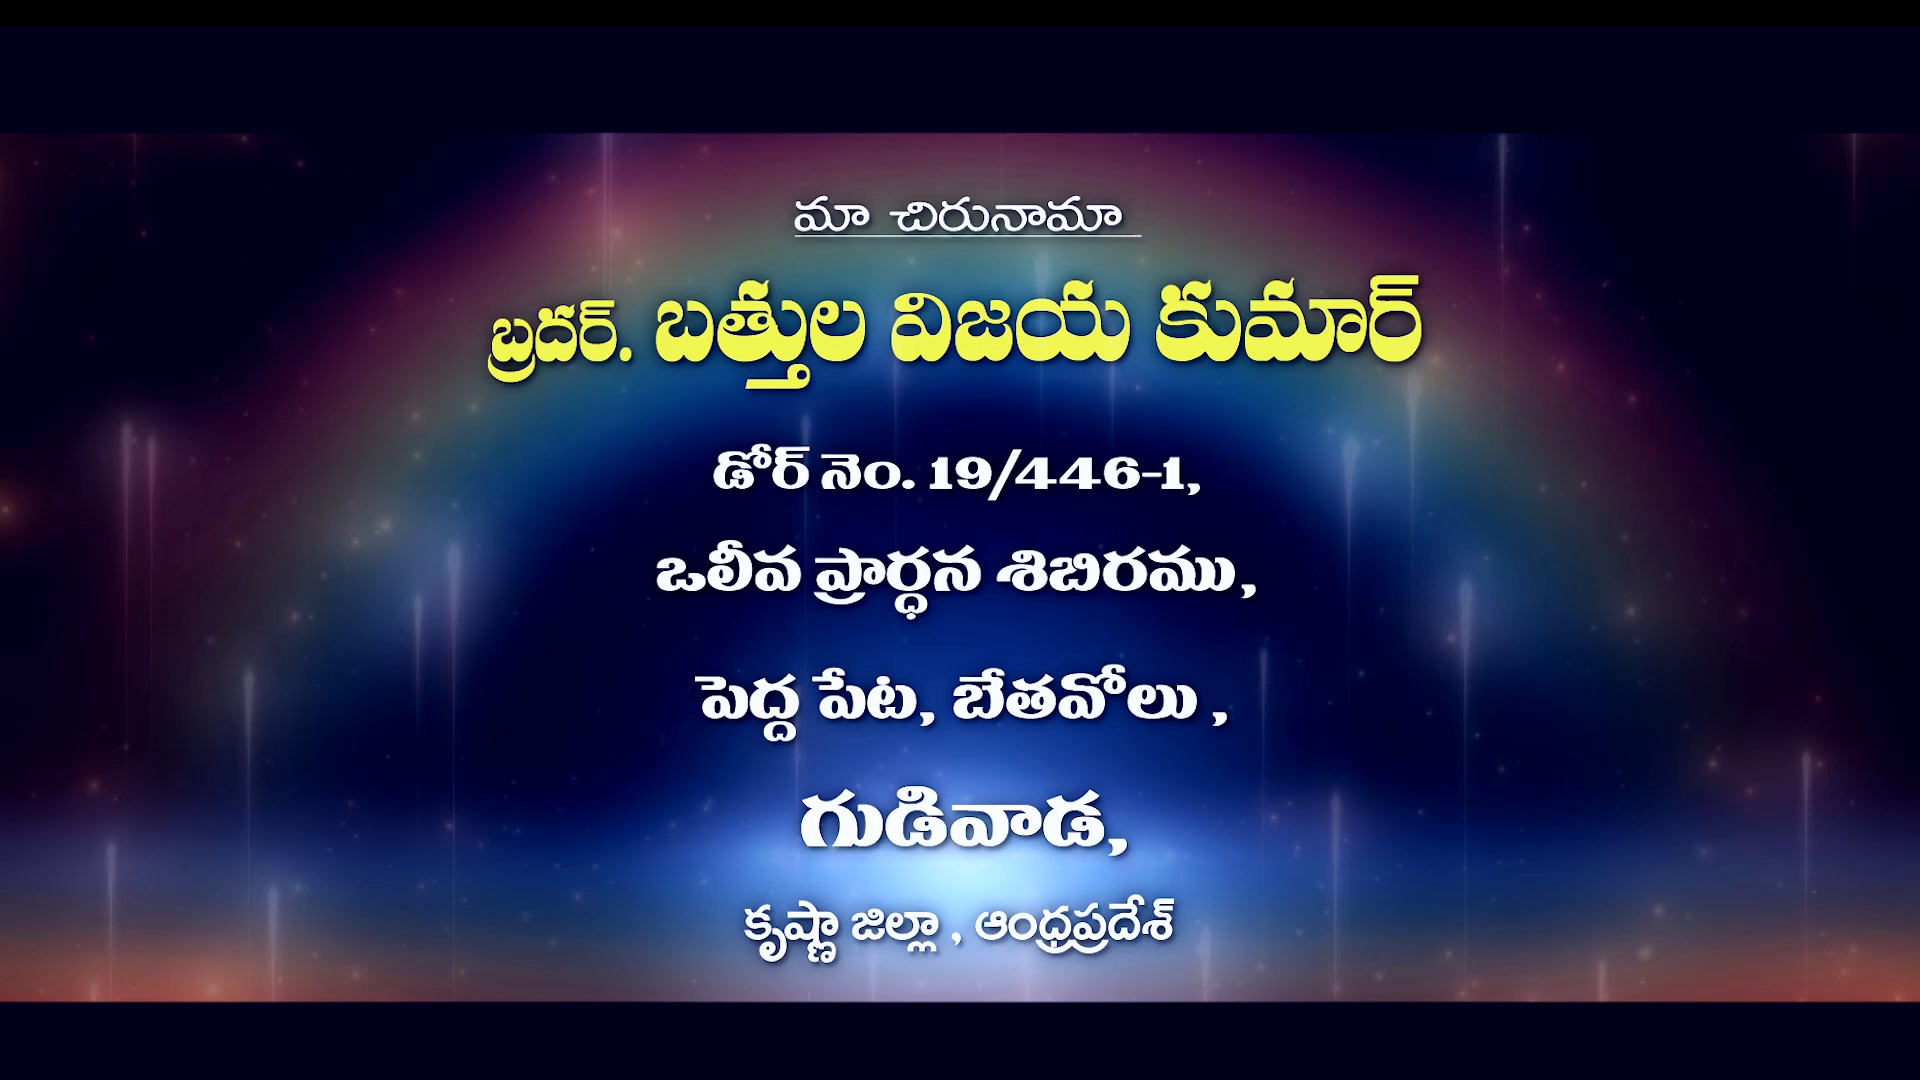 మా చిరునామా
బ్రదర్. బత్తుల విజయ కుమార్
డోర్ నెం. 19/446-1,
ఒలీవ ప్రార్ధన శిబిరము,
పెద్ద పేట, బేతవోలు ,
గుడివాడ,
కృష్ణా జిల్లా , ఆంధ్రప్రదేశ్